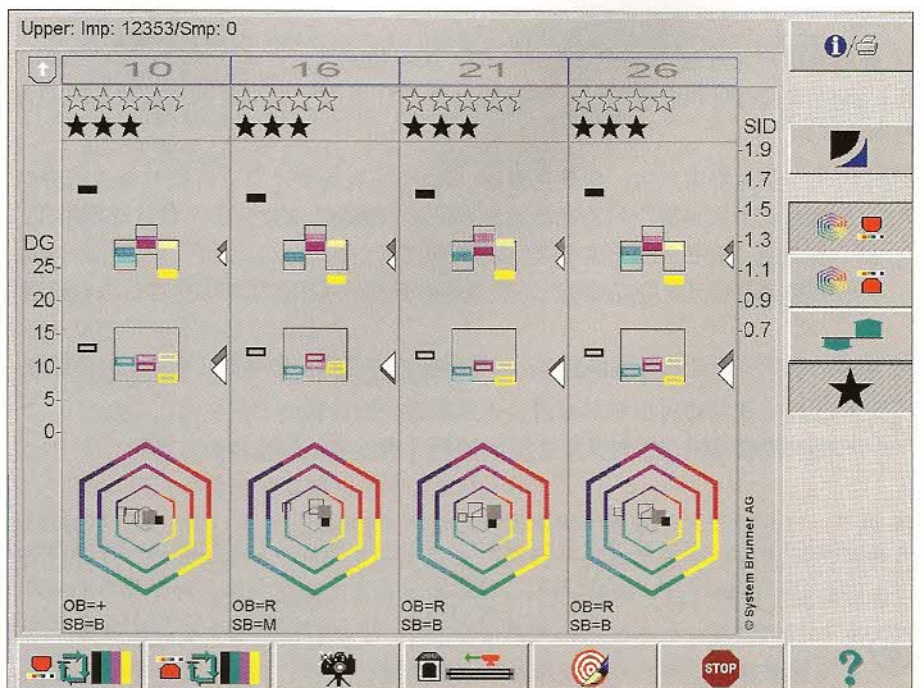 Upper: Imp: 12353/Smp: 0
10 16 21 26
SID
1.9
1.7
1.5
DG
1.3
25
1.1
20
0.9
15
0.7
10
5
0
© System Brunner AG
OB=+ OB=R OB=R OB=R
SB=B SB=M SB=B SB=B
i/
STOP
?